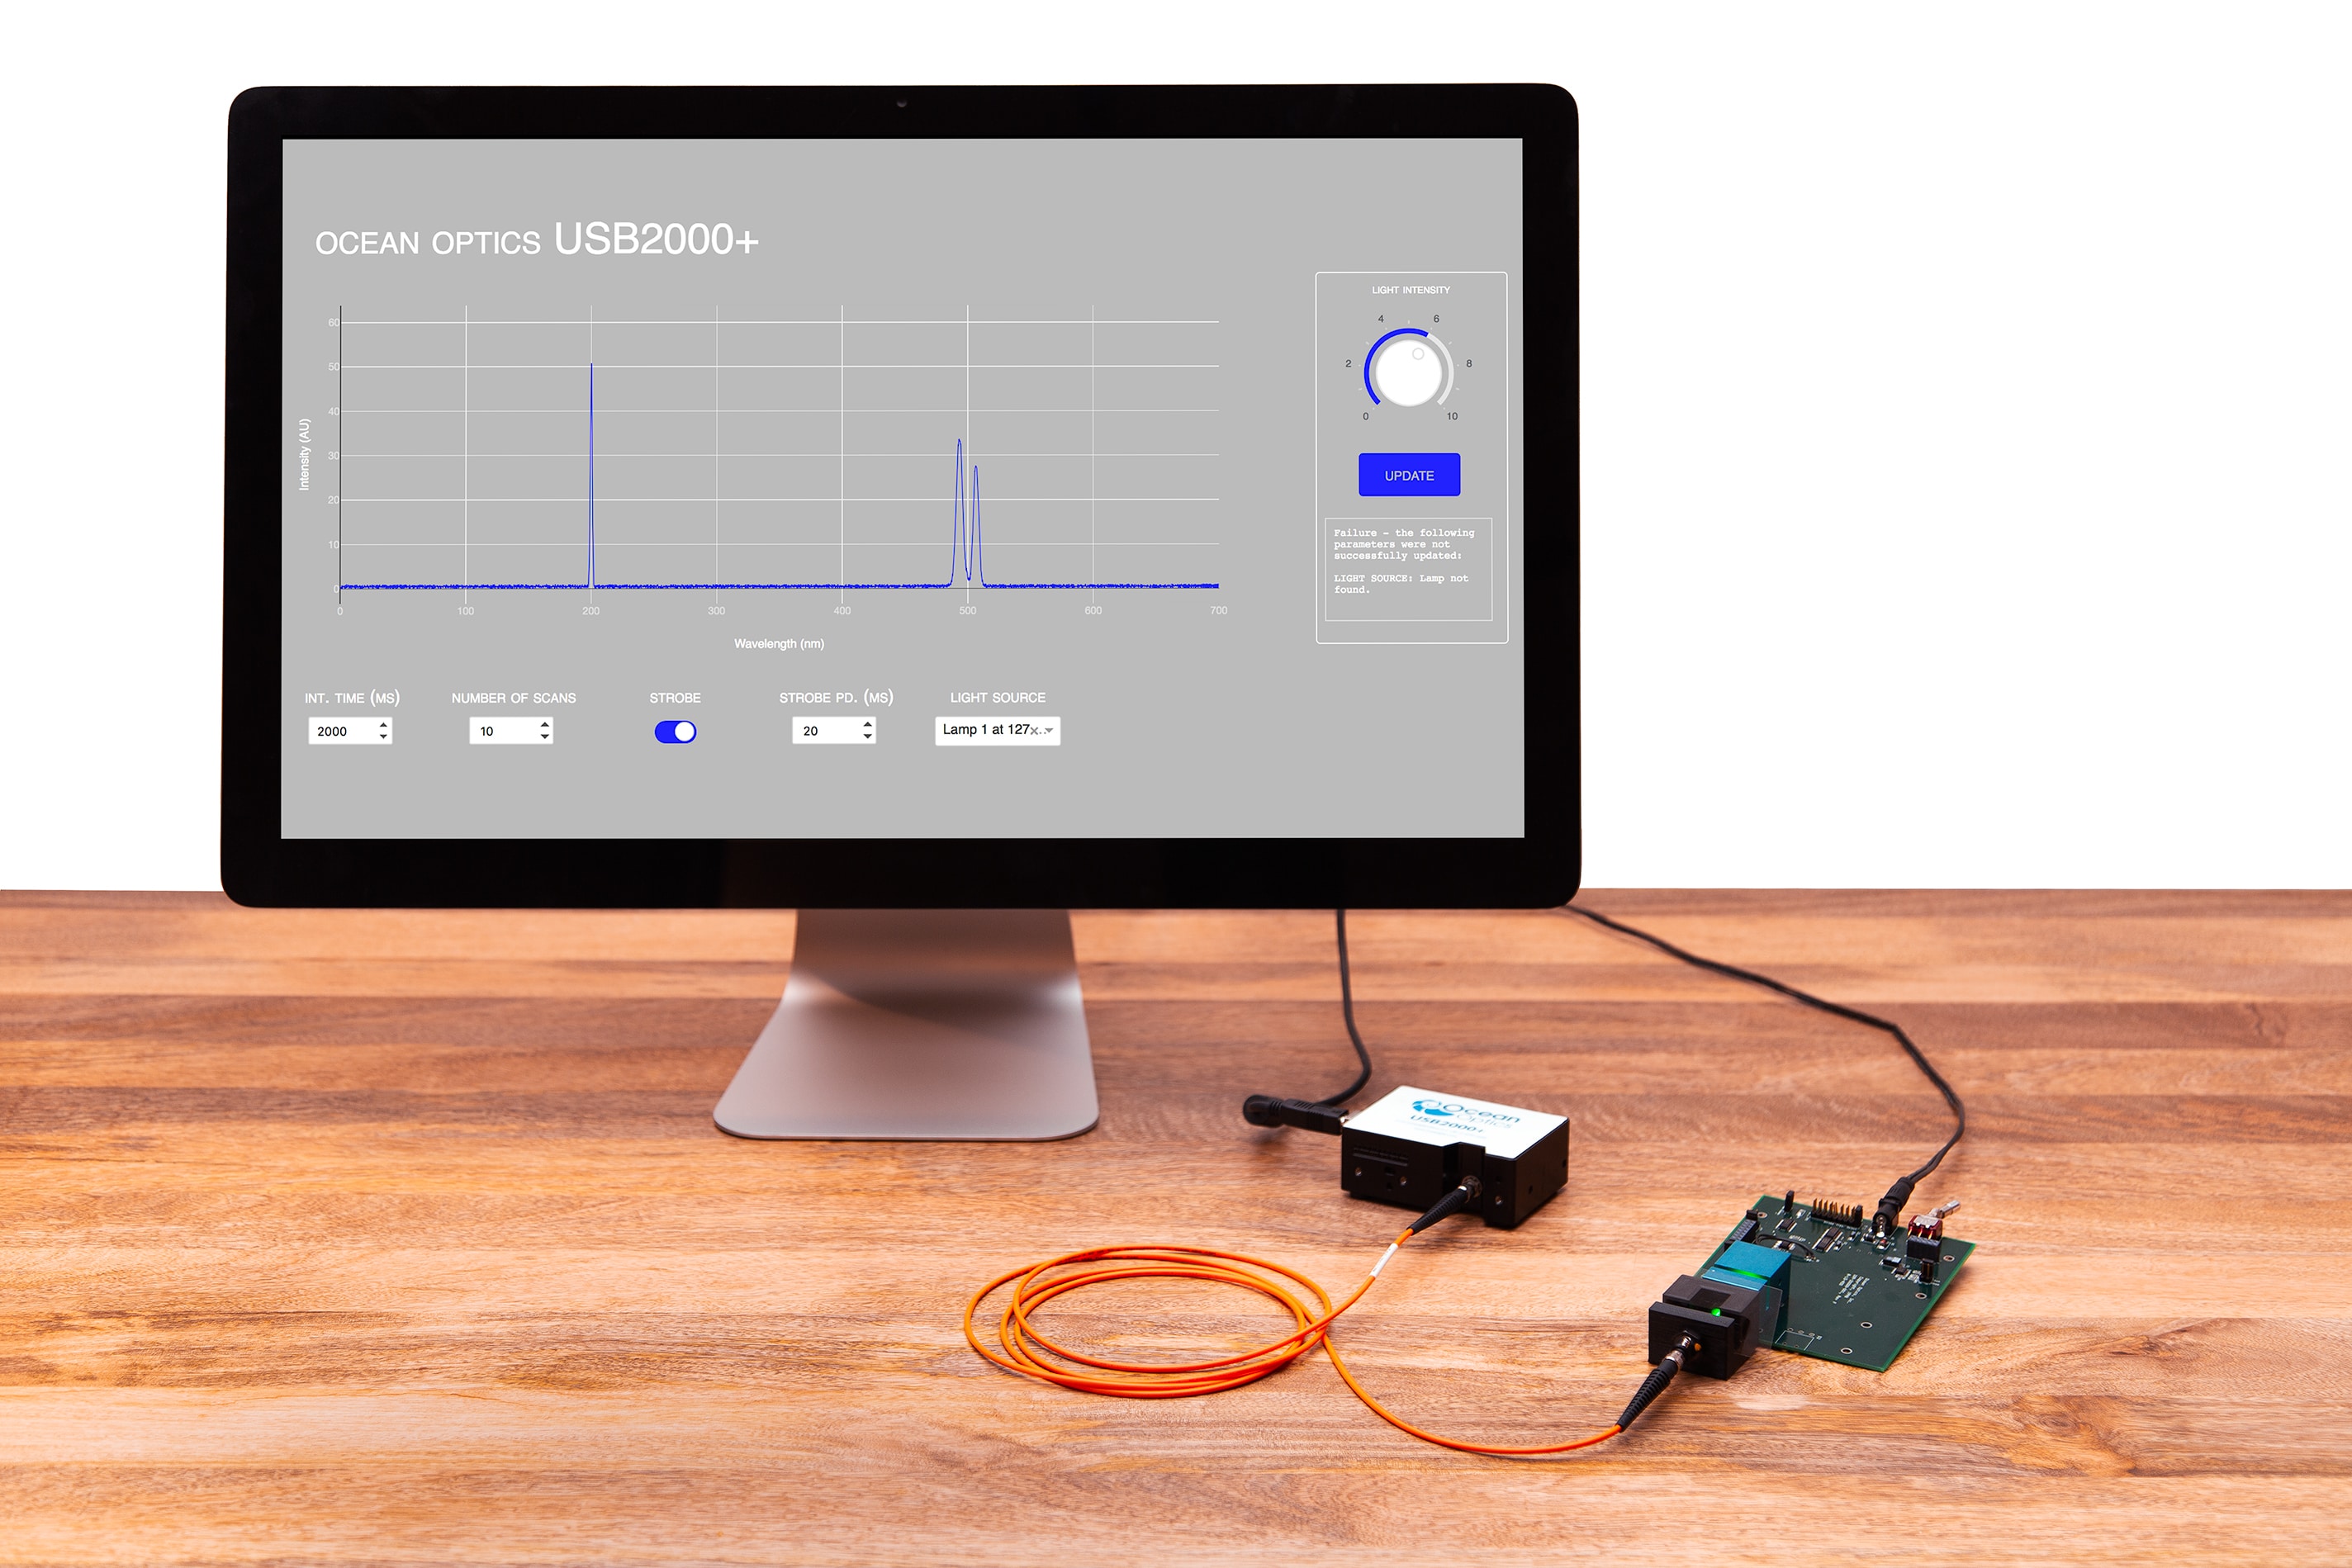 OCEAN OPTICS USB2000+
LIGHT INTENSITY
4
6
2
8
0
10
UPDATE
Failure - the following
parameters were not
successfully updated:
LIGHT SOURCE: Lamp not
found.
Intensity (AU)
60
50
40
30
20
10
0
0
100
200
300
400
500
600
700
Wavelength (nm)
INT. TIME (MS)
NUMBER OF SCANS
STROBE
STROBE PD. (MS)
LIGHT SOURCE
2000
10
20
Lamp 1 at 127x..
Ocean
Optics
USB2000+